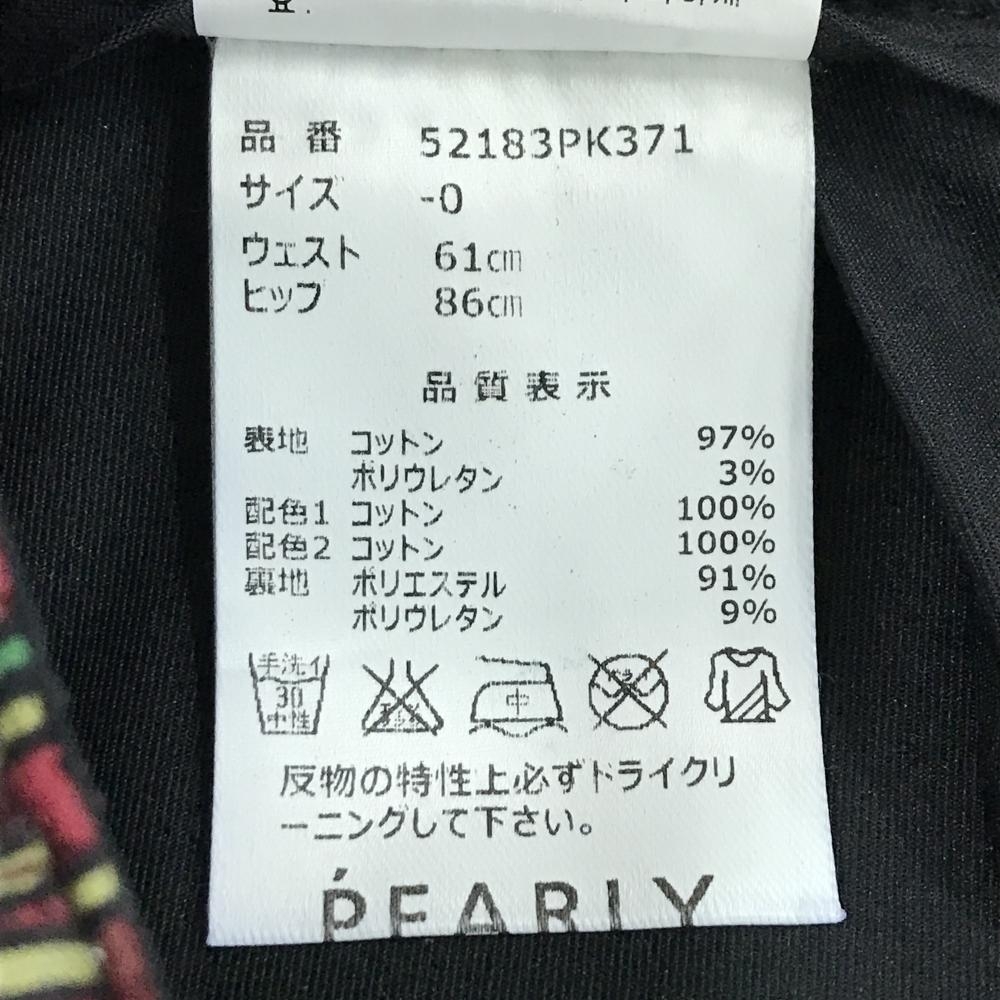 品番 52183PK371
サイズ -0
ウェスト 61㎝
ヒップ 86㎝
品質表示
表地 コットン 97%
ポリウレタン 3%
配色1 コットン 100%
配色2 コットン 100%
裏地 ポリエステル 91%
ポリウレタン 9%
手洗イ
30
中性
中
反物の特性上必ずドライクリ
ーニングして下さい。
PEARLY